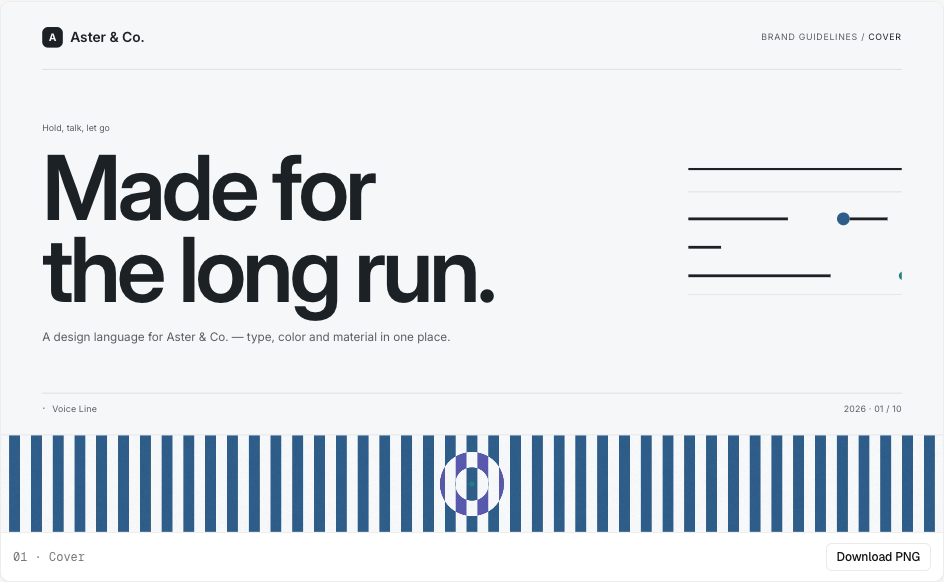 A Aster & Co.
BRAND GUIDELINES / COVER
Hold, talk, let go
Made for
the long run.
A design language for Aster & Co. — type, color and material in one place.
· Voice Line
2026 · 01 / 10
01 · Cover
Download PNG